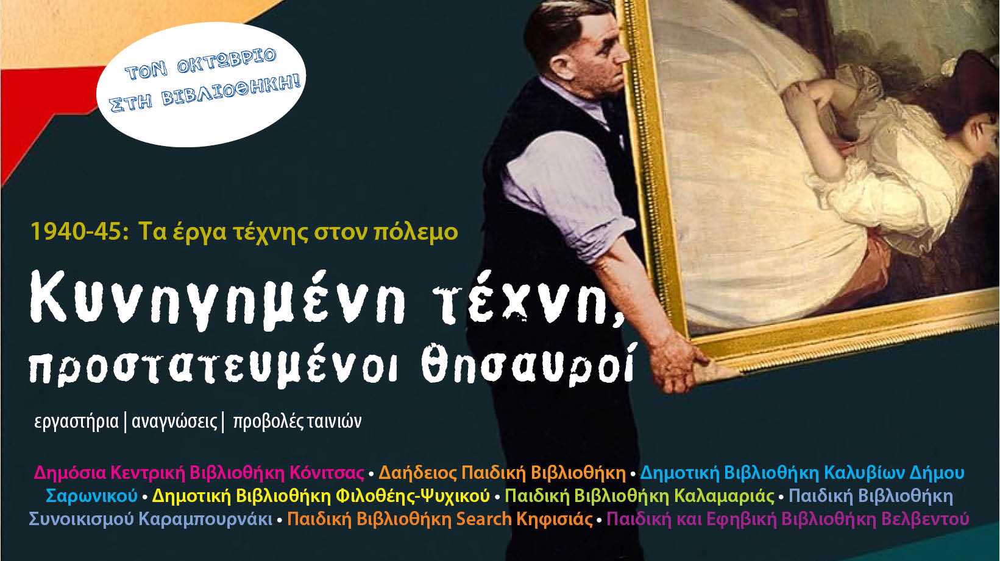 ΤΟΝ ΟΚΤΩΒΡΙΟ
ΣΤΗ ΒΙΒΛΙΟΘΗΚΗ!
1940-45: Τα έργα τέχνης στον πόλεμο
Κυνηγημένη τέχνη,
προστατευμένοι θησαυροί
εργαστήρια | αναγνώσεις | προβολές ταινιών
Δημόσια Κεντρική Βιβλιοθήκη Κόνιτσας • Δαήδειος Παιδική Βιβλιοθήκη • Δημοτική Βιβλιοθήκη Καλυβίων Δήμου
Σαρωνικού • Δημοτική Βιβλιοθήκη Φιλοθέης-Ψυχικού • Παιδική Βιβλιοθήκη Καλαμαριάς • Παιδική Βιβλιοθήκη
Συνοικισμού Καραμπουρνάκι • Παιδική Βιβλιοθήκη Search Κηφισιάς • Παιδική και Εφηβική Βιβλιοθήκη Βελβεντού